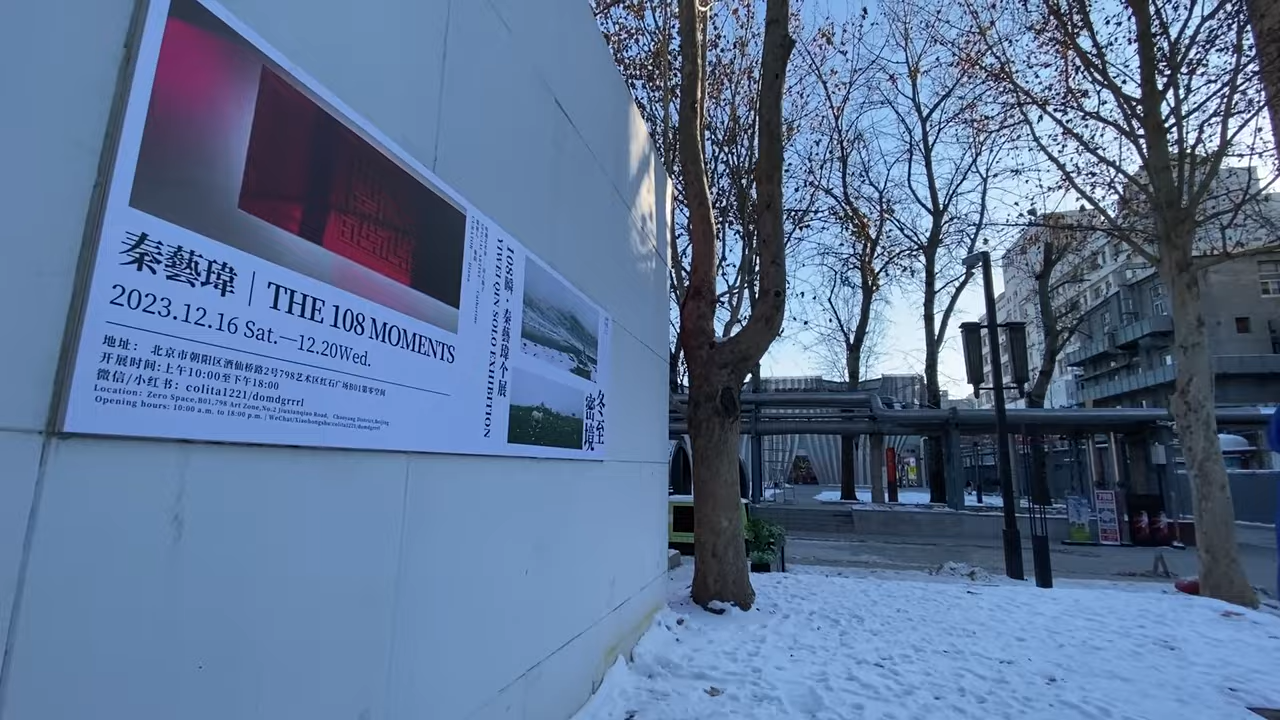 秦藝瑋 | THE 108 MOMENTS
2023.12.16 Sat.—12.20Wed.
地址： 北京市朝阳区酒仙桥路2号798艺术区红石广场B01第零空间
开展时间:上午10:00至下午18:00
微信/小红书: colita1221/domdgrrrl
Location: Zero Space,B01,798 Art Zone,No.2 Jiuxianqiao Road, Chaoyang District,Beijing
Opening hours: 10:00 a.m. to 18:00 p.m. | WeChat/Xiaohongshu:colita1221/domdgrrrl
108瞬·秦藝瑋个展
YIWEI QIN SOLO EXHIBITION
冬至
密境